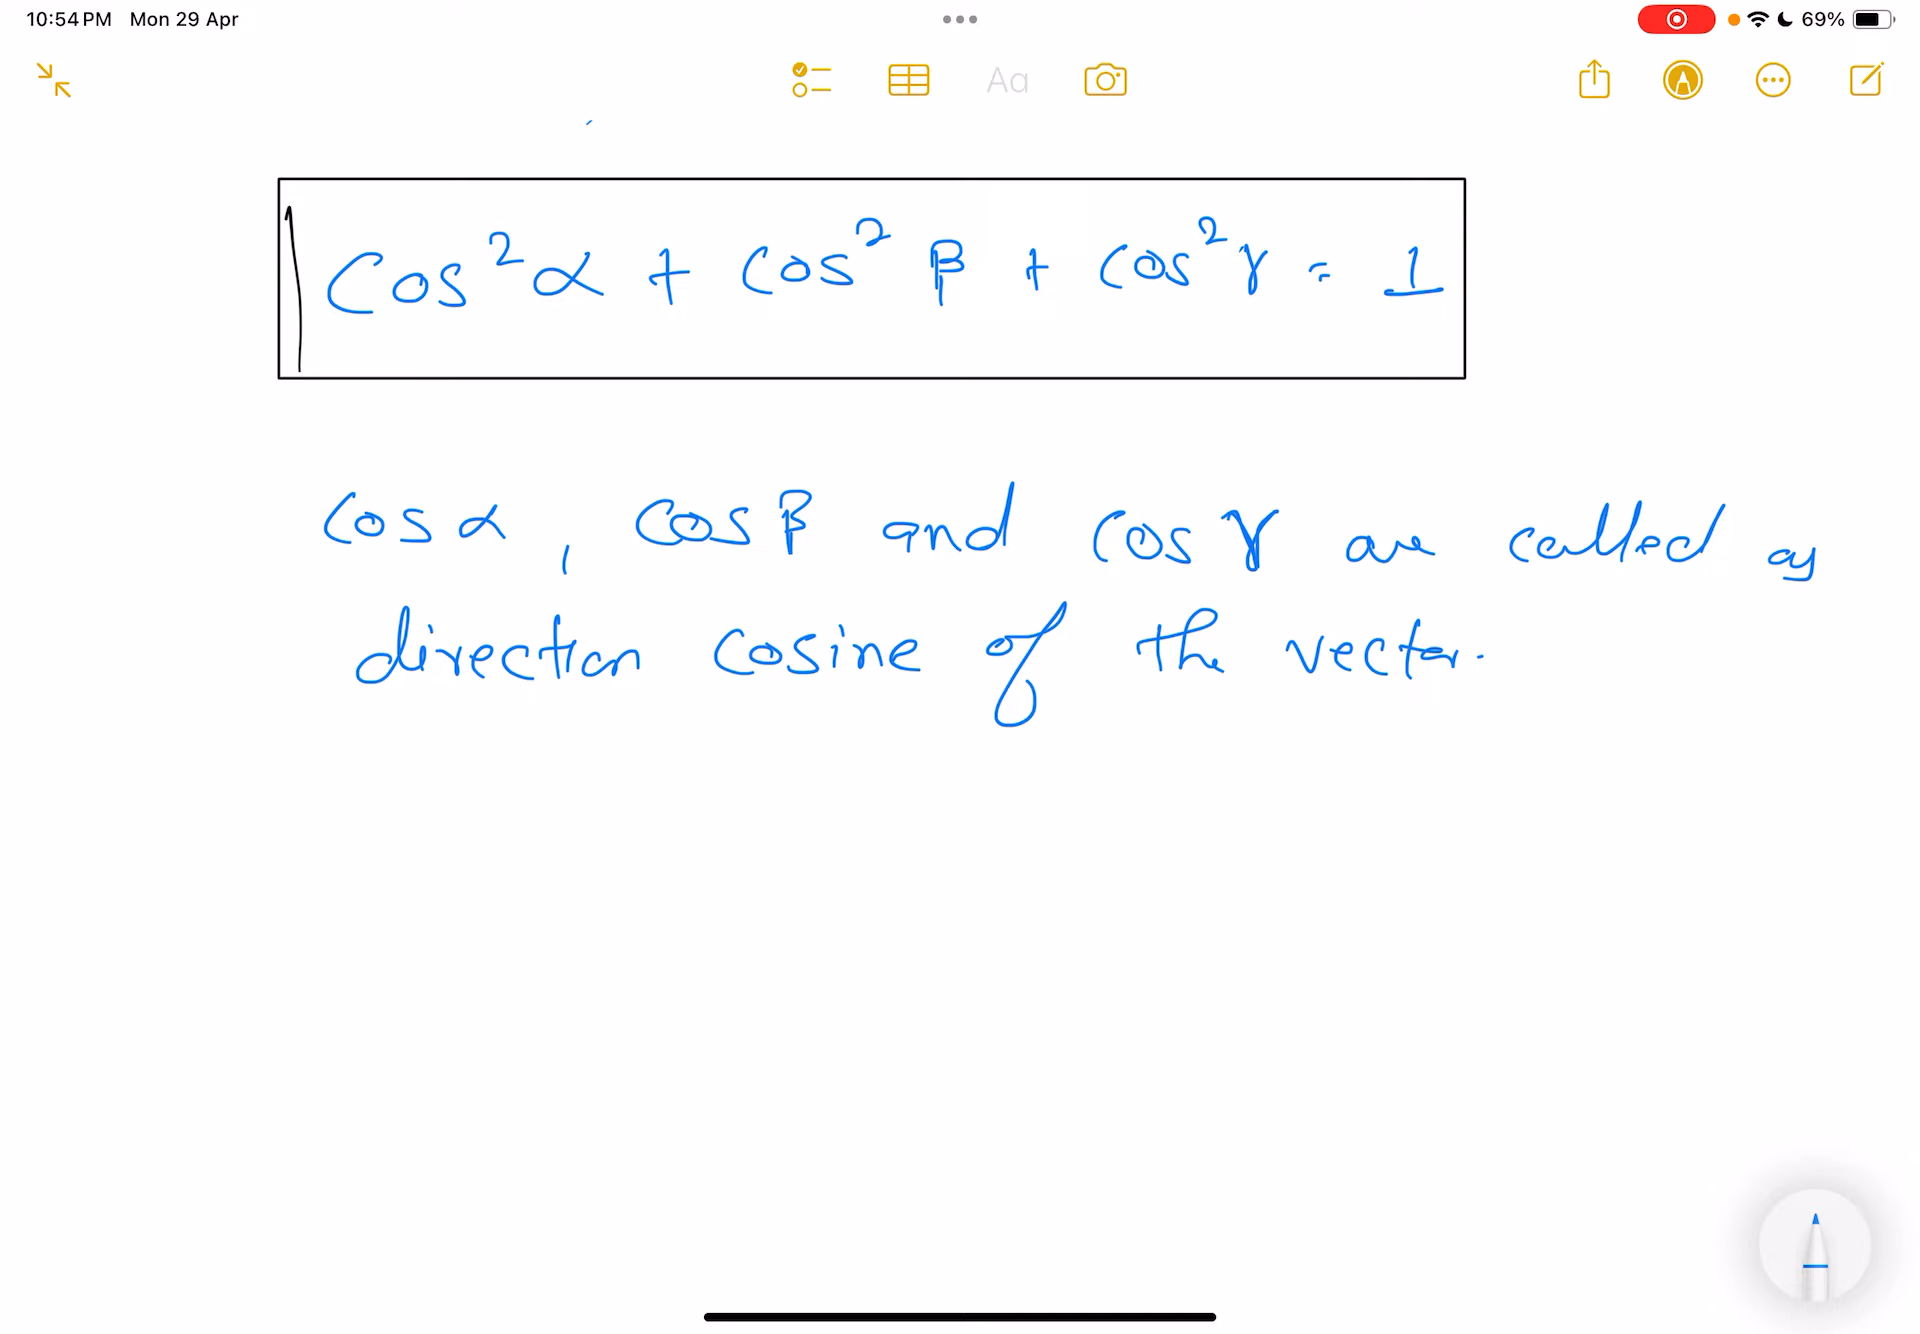 10:54 PM Mon 29 Apr
69%
Aa
Cos²α + Cos²β + Cos²γ = 1
Cosα, Cosβ and Cosγ are called as
direction Cosine of the vector.